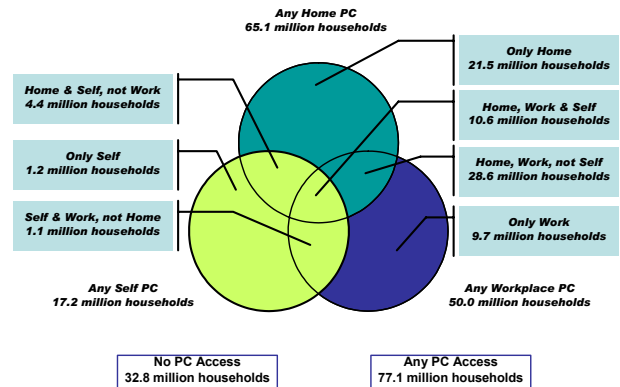 Any Home PC
65.1 million households
Only Home
21.5 million households
Home & Self, not Work
4.4 million households
Home, Work & Self
10.6 million households
Only Self
1.2 million households
Home, Work, not Self
28.6 million households
Self & Work, not Home
1.1 million households
Only Work
9.7 million households
Any Self PC
17.2 million households
Any Workplace PC
50.0 million households
No PC Access
32.8 million households
Any PC Access
77.1 million households